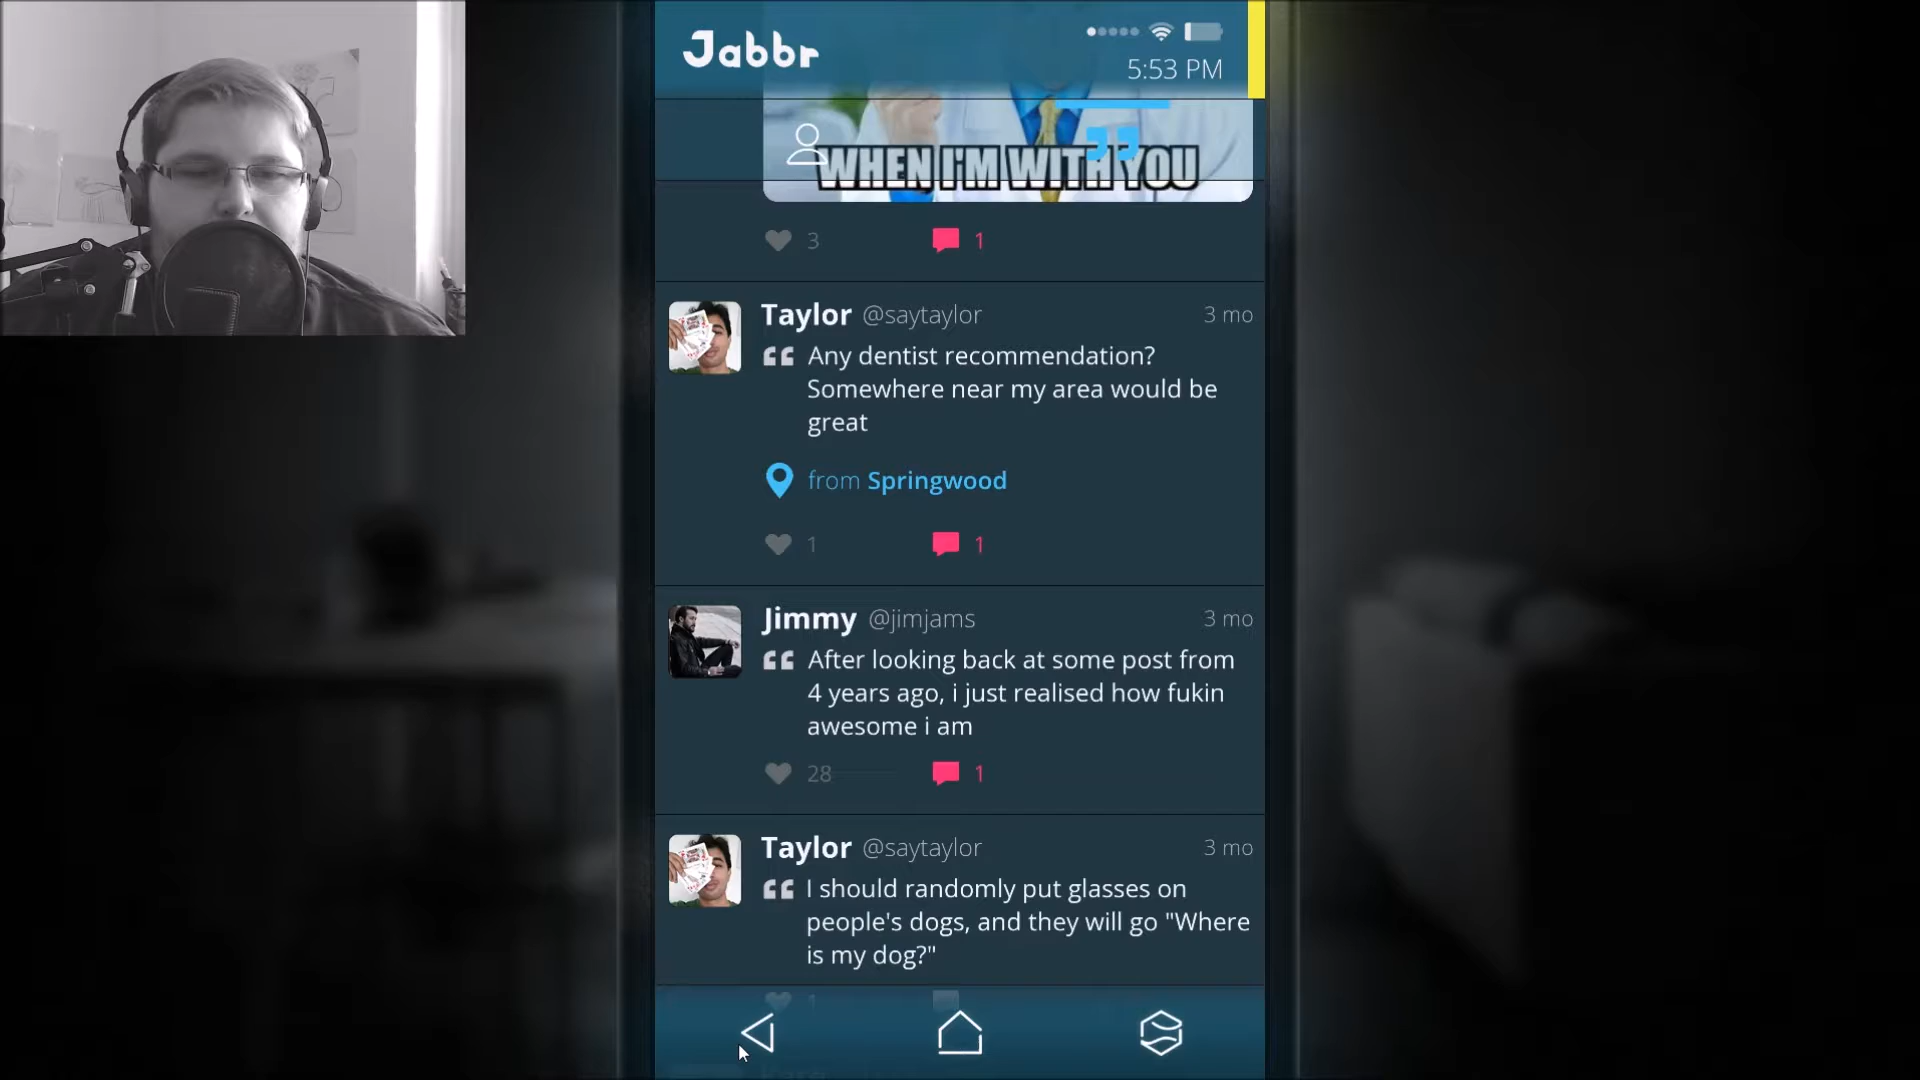 Jabbr
5:53 PM
WHEN I'M WITH YOU
3
1
Taylor @saytaylor
3 mo
Any dentist recommendation?
Somewhere near my area would be
great
from Springwood
1
1
Jimmy @jimjams
3 mo
After looking back at some post from
4 years ago, i just realised how fukin
awesome i am
28
1
Taylor @saytaylor
3 mo
I should randomly put glasses on
people's dogs, and they will go "Where
is my dog?"
1